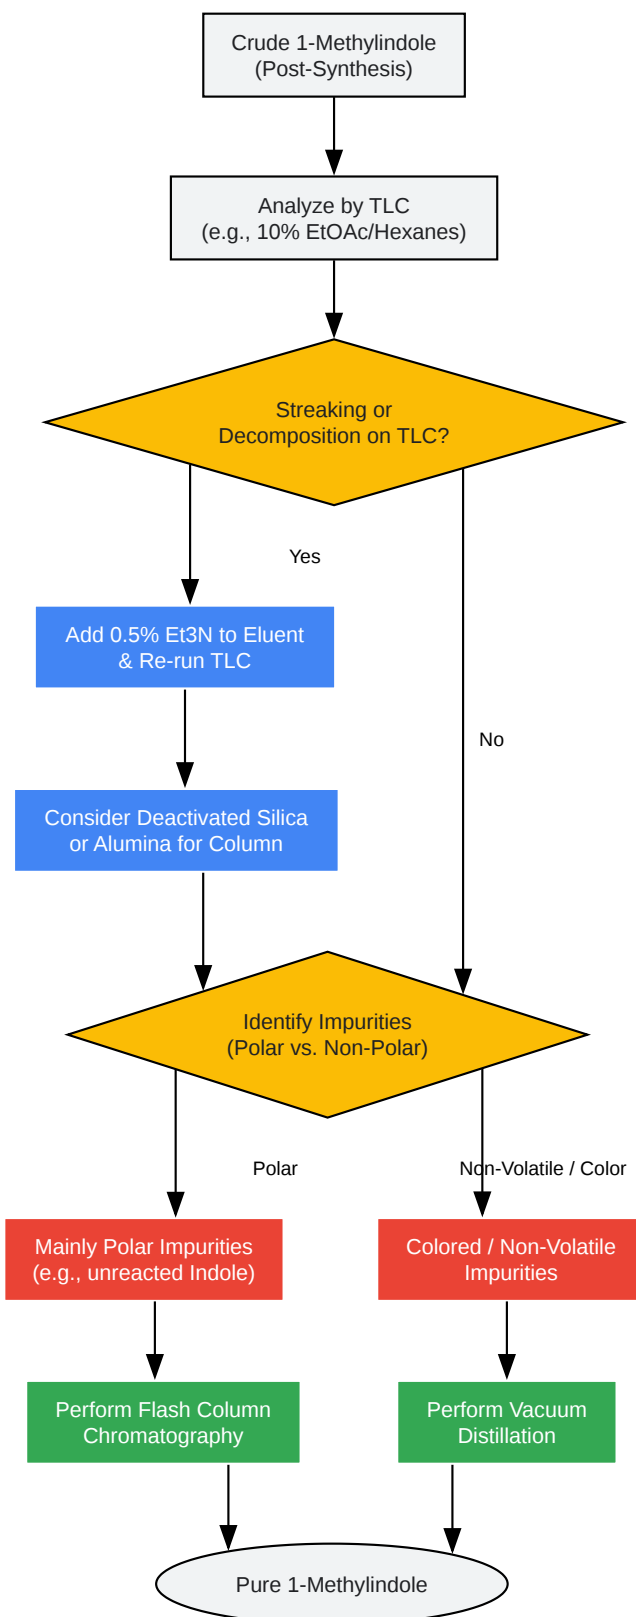 Crude 1-Methylindole
(Post-Synthesis)
Analyze by TLC
(e.g., 10% EtOAc/Hexanes)
Streaking or
Decomposition on TLC?
Yes
Add 0.5% Et3N to Eluent
& Re-run TLC
No
Consider Deactivated Silica
or Alumina for Column
Identify Impurities
(Polar vs. Non-Polar)
Polar
Non-Volatile / Color
Mainly Polar Impurities
(e.g., unreacted Indole)
Colored / Non-Volatile
Impurities
Perform Flash Column
Chromatography
Perform Vacuum
Distillation
Pure 1-Methylindole